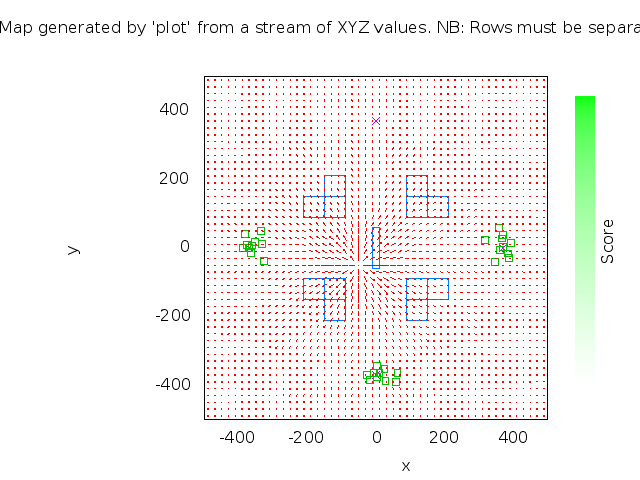 Map generated by 'plot' from a stream of XYZ values. NB: Rows must be separa
400
200
0
-200
-400
y
-400 -200 0 200 400
x
Score